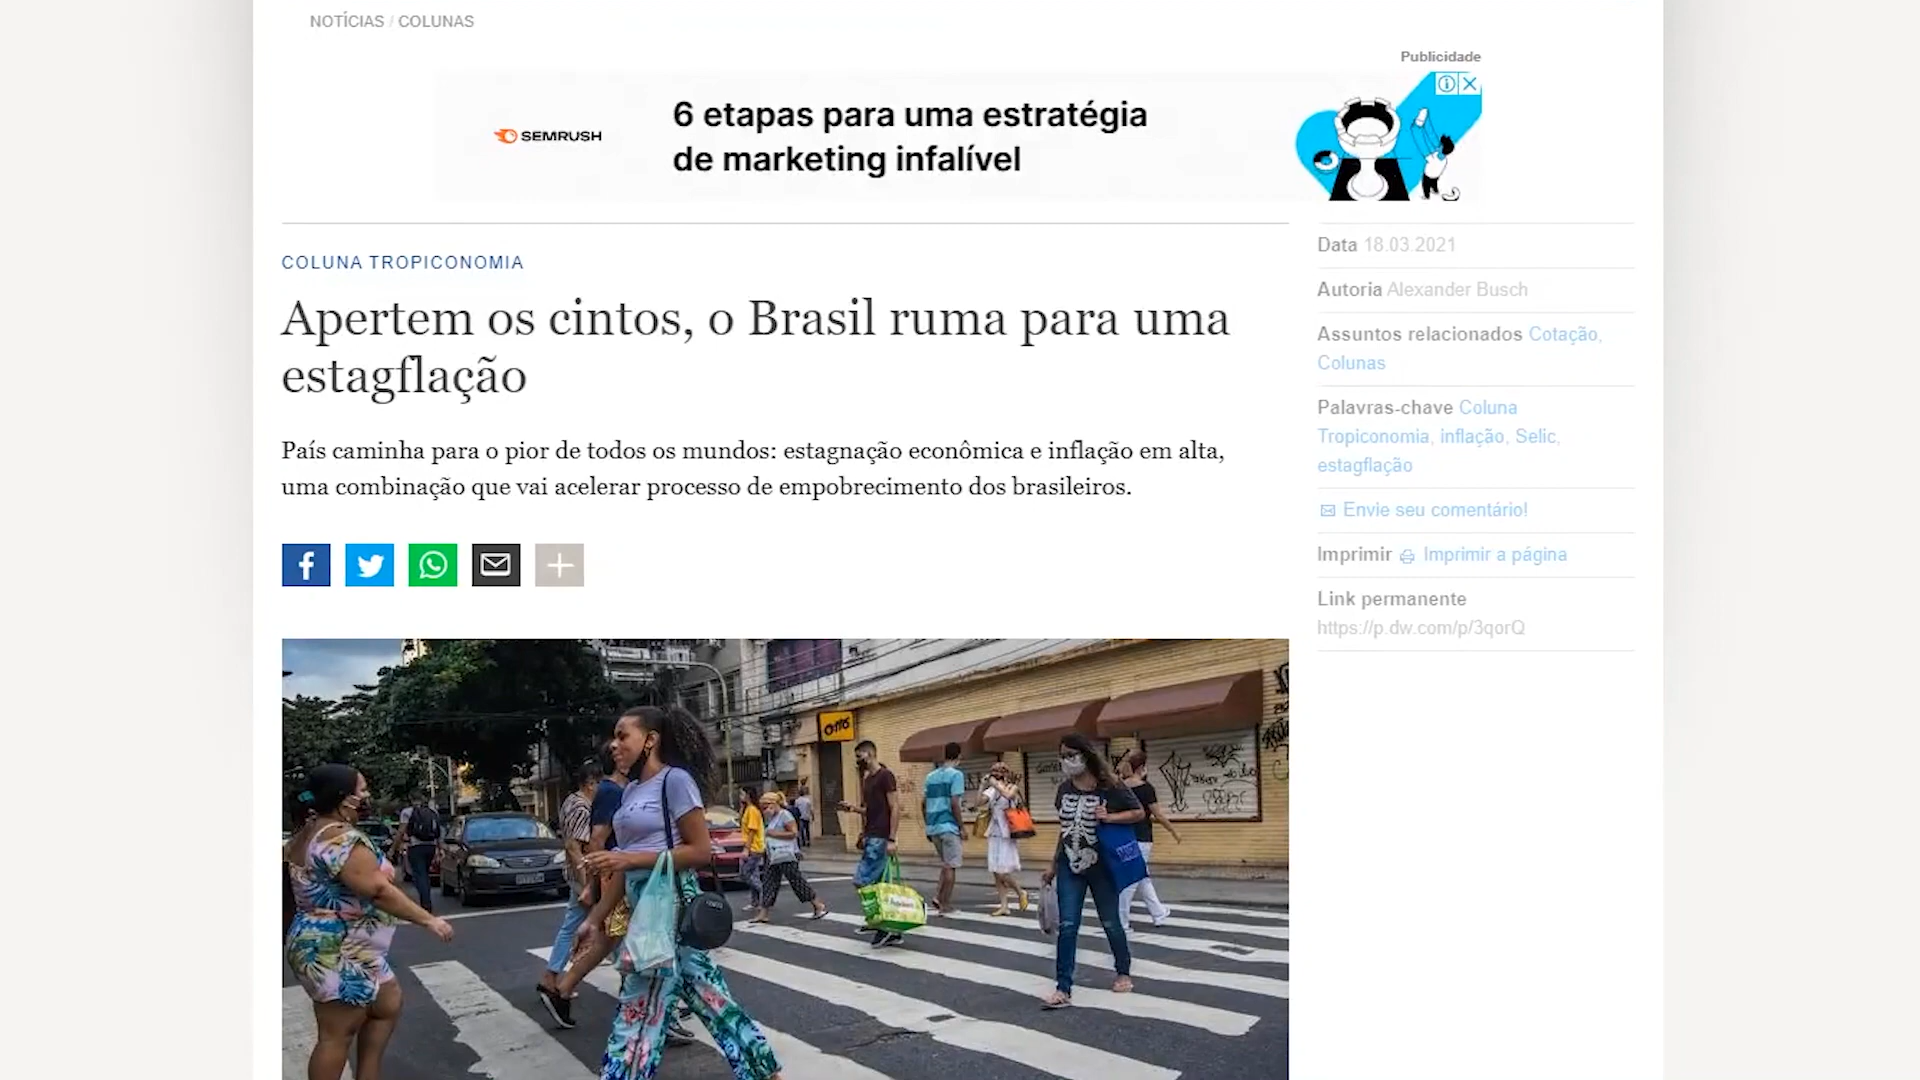 NOTÍCIAS / COLUNAS
Publicidade
SEMRUSH
6 etapas para uma estratégia
de marketing infalível
COLUNA TROPICONOMIA
Apertem os cintos, o Brasil ruma para uma
estagflação
País caminha para o pior de todos os mundos: estagnação econômica e inflação em alta,
uma combinação que vai acelerar processo de empobrecimento dos brasileiros.
Data 18.03.2021
Autoria Alexander Busch
Assuntos relacionados Cotação,
Colunas
Palavras-chave Coluna
Tropiconomia, inflação, Selic,
estagflação
Envie seu comentário!
Imprimir Imprimir a página
Link permanente
https://p.dw.com/p/3qorQ